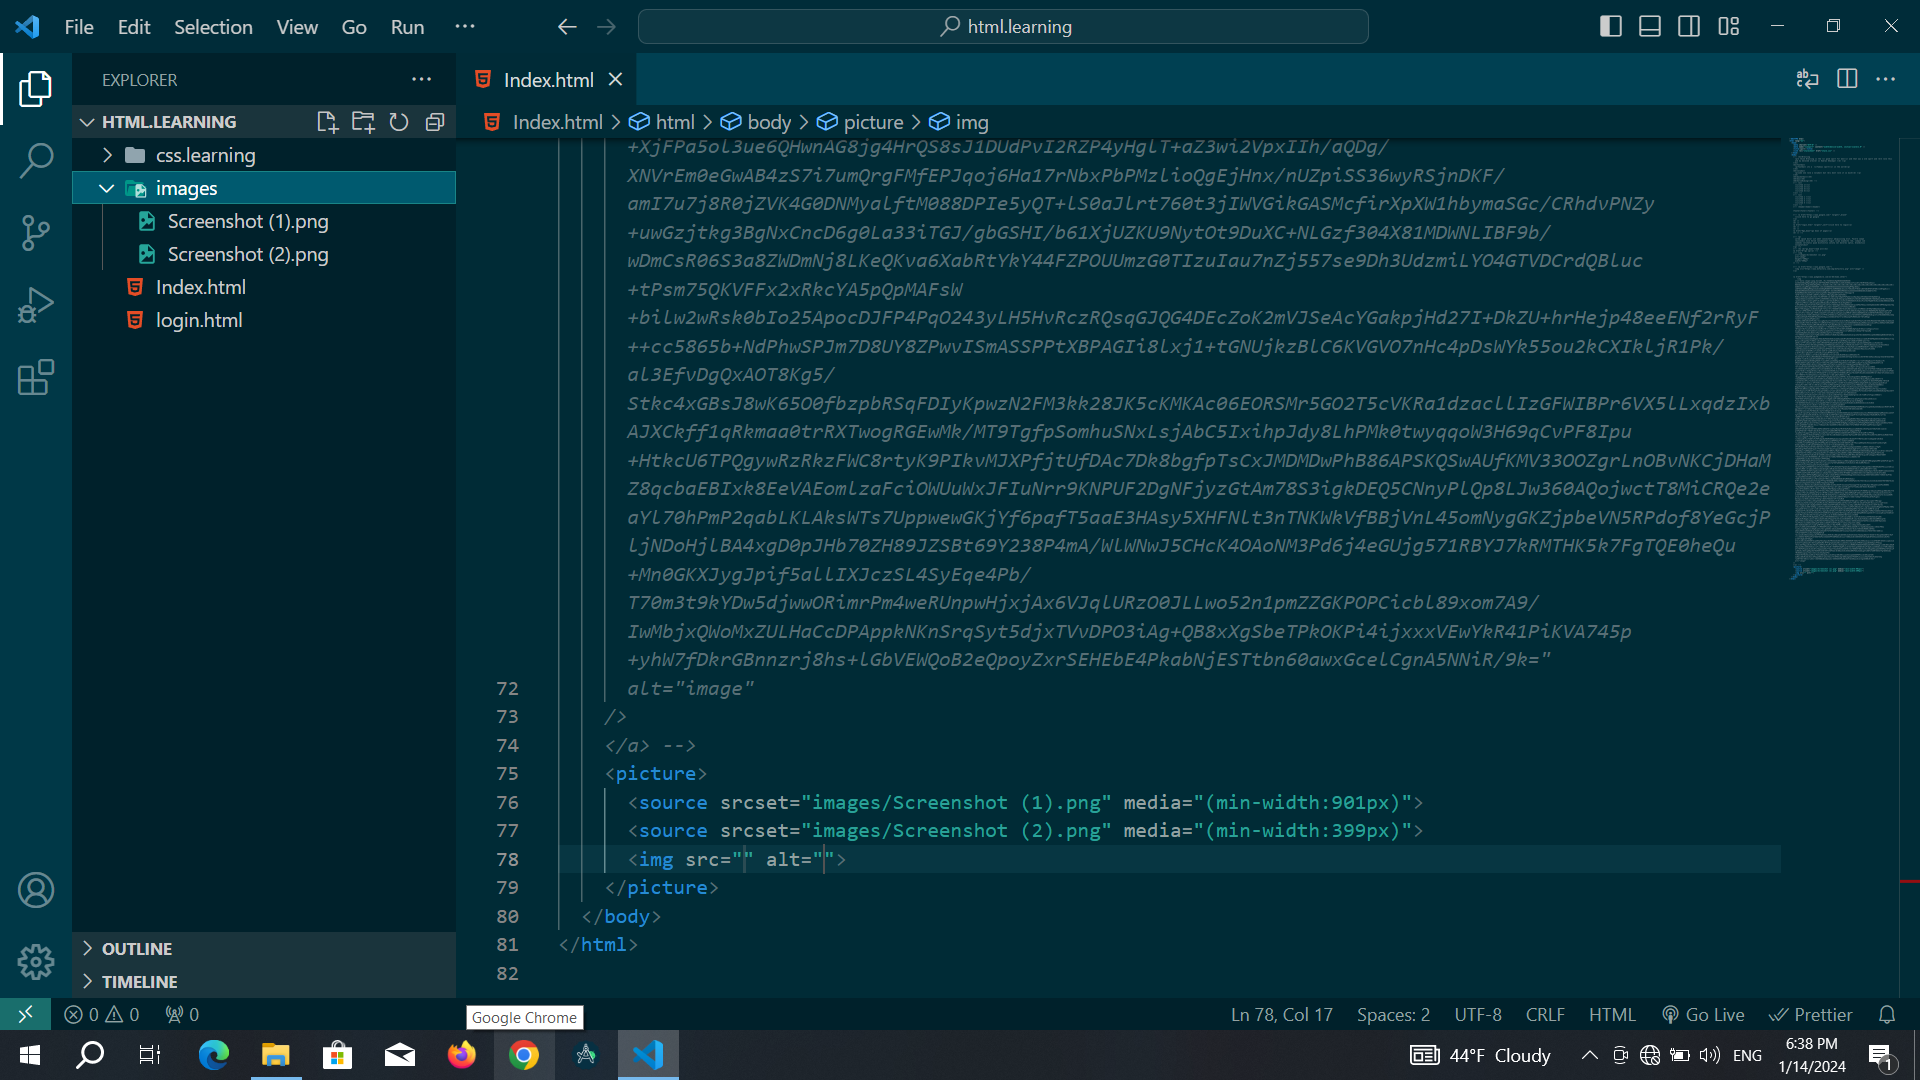 File Edit Selection View Go Run ···
html.learning
EXPLORER ···
HTML.LEARNING
css.learning
images
Screenshot (1).png
Screenshot (2).png
Index.html
login.html
OUTLINE
TIMELINE
Index.html
Index.html > html > body > picture > img
+XjFPa5ol3ue6QHwnAG8jg4HrQS8sJ1DUdPvI2RZP4yHglT+aZ3wi2VpxIIh/aQDg/
XNVrEm0eGwAB4zS7i7umQrgFMfEPJqoj6Ha17rNbxPbPMzlioQgEjHnx/nUZpiSS36wyRSjnDKF/
amI7u7j8R0jZVK4G0DNMyalftM088DPIe5yQT+lS0aJlrt760t3jIWVGikGASMcfirXpXW1hbymaSGc/CRhdvPNZy
+uwGzjtkg3BgNxCncD6g0La33iTGJ/gbGSHI/b61XjUZKU9NytOt9DuXC+NLGzf304X81MDWNLIBF9b/
wDmCsR06S3a8ZWDmNj8LKeQKva6XabRtYkY44FZPOUUmzG0TIzuIau7nZj557se9Dh3UdzmiLYO4GTVDCrdQBluc
+tPsm75QKVFFx2xRkcYA5pQpMAFsW
+bilw2wRsk0bIo25ApocDJFP4PqO243yLH5HvRczRQsqGJQG4DEcZoK2mVJSeAcYGakpjHd27I+DkZU+hrHejp48eeENf2rRyF
++cc5865b+NdPhwSPJm7D8UY8ZPwvISmASSPPtXBPAGIi8lxj1+tGNUjkzBlC6KVGVO7nHc4pDsWYk55ou2kCXIkljR1Pk/
al3EfvDgQxAOT8Kg5/
Stkc4xGBsJ8wK65O0fbzpbRSqFDIyKpwzN2FM3kk28JK5cKMKAc06EORSMr5GO2T5cVKRa1dzacllIzGFWIBPr6VX5lLxqdzIxb
AJXCkff1qRkmaa0trRXTwogRGEwMk/MT9TgfpSomhuSNxLsjAbC5IxihpJdy8LhPMk0twyqqoW3H69qCvPF8Ipu
+HtkcU6TPQgywRzRkzFWC8rtyK9PIkvMJXPfjtUfDAc7Dk8bgfpTsCxJMDMDwPhB86APSKQSwAUfKMV33OOZgrLnOBvNKCjDHaM
Z8qcbaEBIxk8EeVAEomlzaFciOWUuWxJFIuNrr9KNPUF2DgNFjyzGtAm78S3igkDEQ5CNnyPlQp8LJw360AQojwctT8MiCRQe2e
aYl70hPmP2qabLKLAksWTs7UppwewGKjYf6pafT5aaE3HAsy5XHFNlt3nTNKWkVfBBjVnL45omNygGKZjpbeVN5RPdof8YeGcjP
ljNDoHjlBA4xgD0pJHb70ZH89JZSBt69Y238P4mA/WlWNwJ5CHcK4OAoNM3Pd6j4eGUjg571RBYJ7kRMTHK5k7FgTQE0heQu
+Mn0GKXJygJpif5allIXJczSL4SyEqe4Pb/
T70m3t9kYDw5djwwORimrPm4weRUnpwHjxjAx6VJqlURzO0JLLwo52n1pmZZGKPOPCicbl89xom7A9/
IwMbjxQWoMxZULHaCcDPAppkNKnSrqSyt5djxTVvDPO3iAg+QB8xXgSbeTPkOKPi4ijxxxVEwYkR41PiKVA745p
+yhW7fDkrGBnnzrj8hs+lGbVEWQoB2eQpoyZxrSEHEbE4PkabNjESTtbn60awxGcelCgnA5NNiR/9k="
72 alt="image"
73 />
74 </a> -->
75 <picture>
76 <source srcset="images/Screenshot (1).png" media="(min-width:901px)">
77 <source srcset="images/Screenshot (2).png" media="(min-width:399px)">
78 <img src="" alt="">
79 </picture>
80 </body>
81 </html>
82
0 0 0
Google Chrome
Ln 78, Col 17 Spaces: 2 UTF-8 CRLF HTML Go Live Prettier
44°F Cloudy ENG 6:38 PM
1/14/2024
1